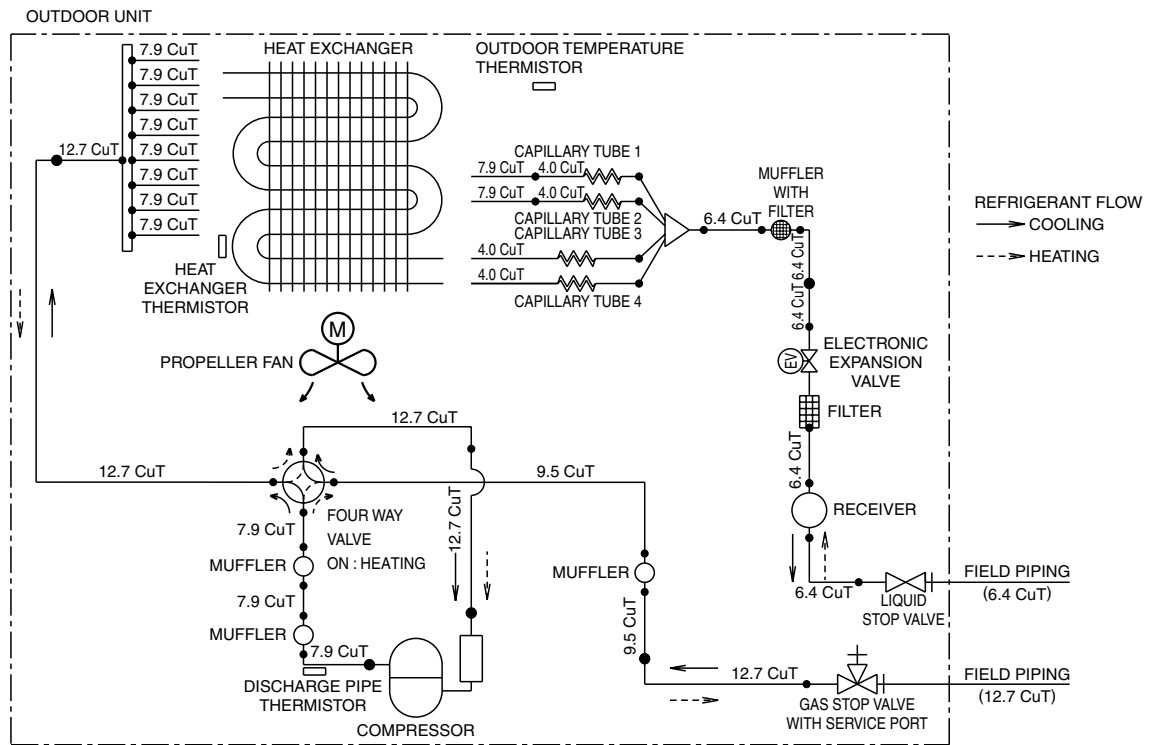 OUTDOOR UNIT
7.9 CuT
7.9 CuT
7.9 CuT
7.9 CuT
7.9 CuT
7.9 CuT
7.9 CuT
7.9 CuT
12.7 CuT
HEAT EXCHANGER
HEAT
EXCHANGER
THERMISTOR
OUTDOOR TEMPERATURE
THERMISTOR
CAPILLARY TUBE 1
7.9 CuT
4.0 CuT
7.9 CuT
4.0 CuT
CAPILLARY TUBE 2
CAPILLARY TUBE 3
4.0 CuT
4.0 CuT
CAPILLARY TUBE 4
6.4 CuT
MUFFLER
WITH
FILTER
6.4 CuT
6.4 CuT
REFRIGERANT FLOW
COOLING
HEATING
M
PROPELLER FAN
EV
ELECTRONIC
EXPANSION
VALVE
FILTER
6.4 CuT
RECEIVER
6.4 CuT
LIQUID
STOP VALVE
FIELD PIPING
(6.4 CuT)
12.7 CuT
12.7 CuT
9.5 CuT
12.7 CuT
7.9 CuT
FOUR WAY
VALVE
ON : HEATING
MUFFLER
7.9 CuT
MUFFLER
7.9 CuT
DISCHARGE PIPE
THERMISTOR
COMPRESSOR
MUFFLER
9.5 CuT
12.7 CuT
GAS STOP VALVE
WITH SERVICE PORT
FIELD PIPING
(12.7 CuT)